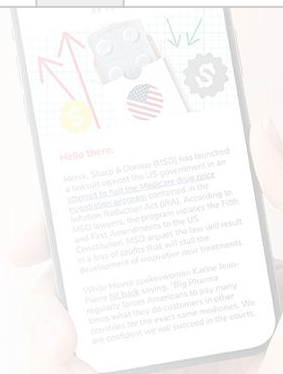 Hello there,
Merck, Sharp & Dohme (MSD) has launched
a lawsuit against the US government in an
attempt to halt the Medicare drug price
negotiation program contained in the
Inflation Reduction Act (IRA). According to
MSD lawyers, the program violates the Fifth
and First Amendments to the US
Constitution. MSD argues the law will result
in a loss of profits that will stall the
development of innovative new treatments.
White House spokeswoman Karine Jean-
Pierre hit back saying, "Big Pharma
regularly forces Americans to pay many
times what they do customers in other
countries for the exact same medicines. We
are confident we will succeed in the courts,